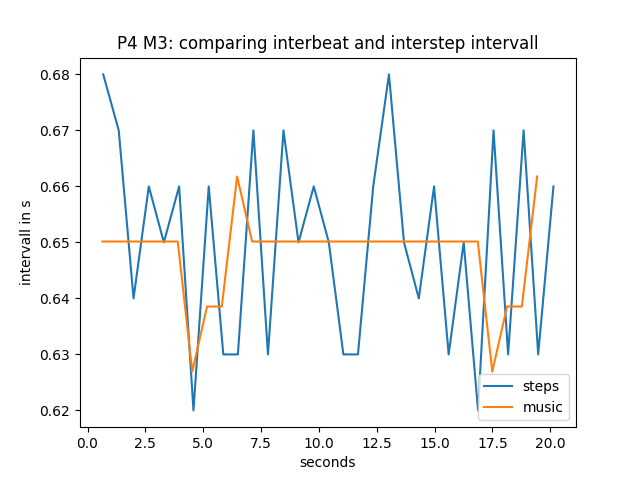 P4 M3: comparing interbeat and interstep intervall
0.68
0.67
0.66
0.65
0.64
0.63
0.62
intervall in s
steps
music
0.0 2.5 5.0 7.5 10.0 12.5 15.0 17.5 20.0
seconds